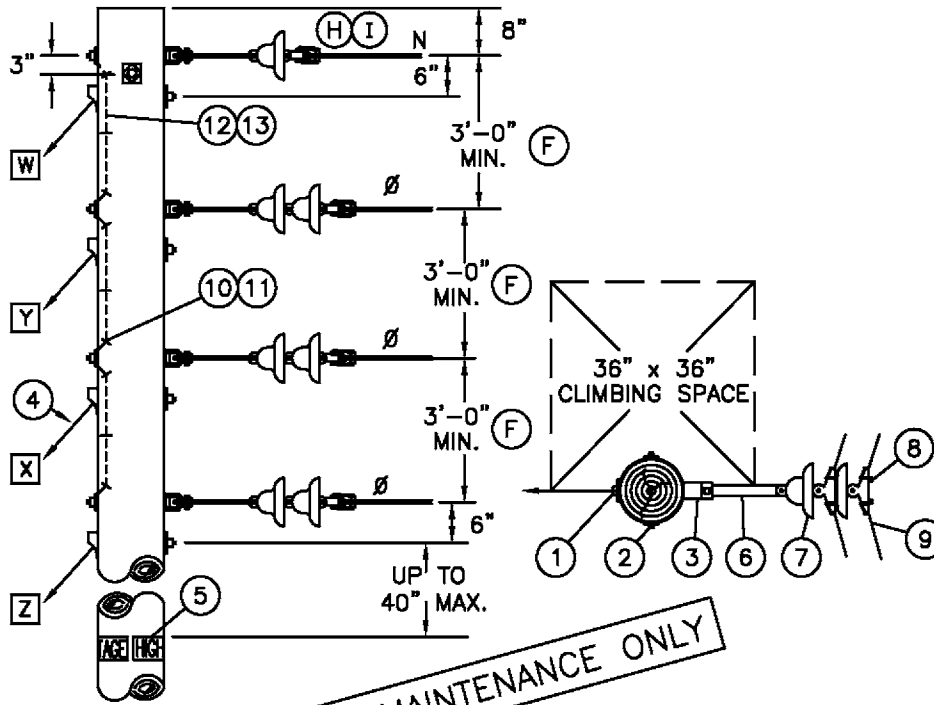 H I N
8"
3"
6"
12 13
3'-0"
MIN. F
W
Ø
Y
3'-0"
MIN. F
10 11
Ø
36" x 36"
CLIMBING SPACE
4
X
3'-0"
MIN. F
Ø
8
6"
1 2 3 6 7 9
Z
UP TO
40" MAX.
5
TAGE HIGH
MAINTENANCE ONLY